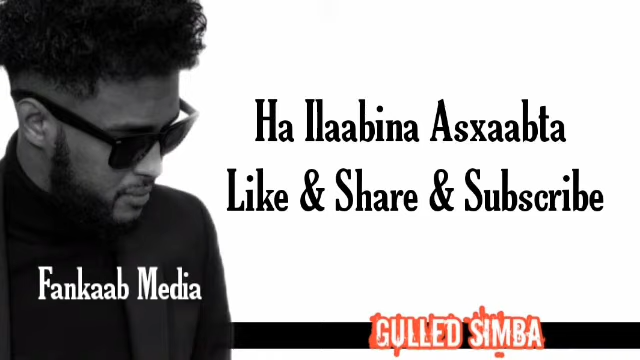 Ha Ilaabina Asxaabta
Like & Share & Subscribe
Fankaab Media
GULLED SIMBA